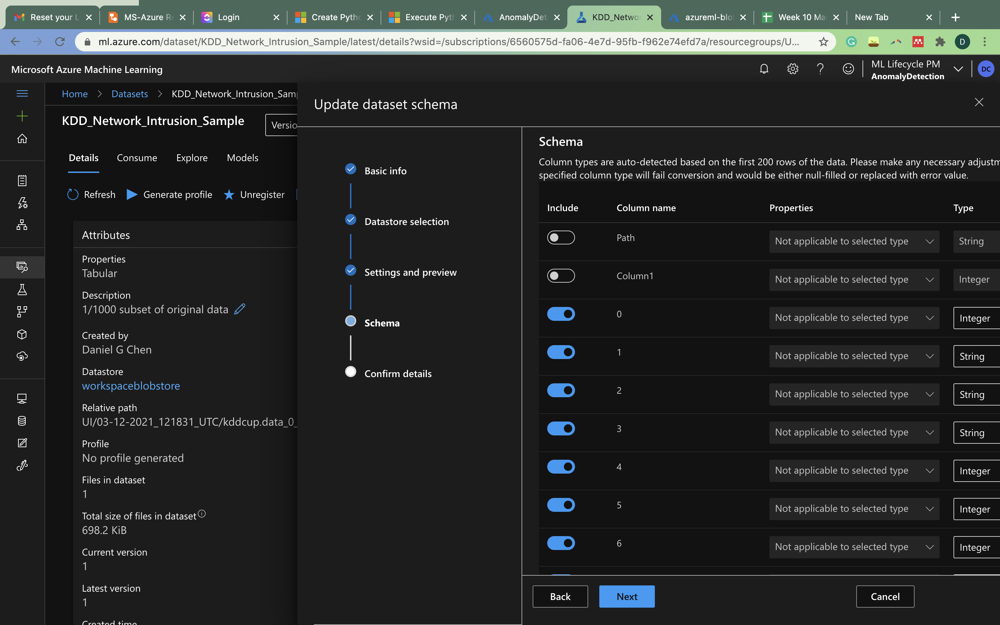 Reset your L
MS-Azure Re
Login
Create Pytho
Execute Pyth
AnomalyDet
KDD_Networ
azureml-blo
Week 10 Ma
New Tab
ml.azure.com/dataset/KDD_Network_Intrusion_Sample/latest/details?wsid=/subscriptions/6560575d-fa06-4e7d-95fb-f962e74efd7a/resourcegroups/U...
D
Microsoft Azure Machine Learning
ML Lifecycle PM
AnomalyDetection
DC
Home > Datasets > KDD_Network_Intrusion_Sam
KDD_Network_Intrusion_Sample
Versio
Details
Consume
Explore
Models
Refresh
Generate profile
Unregister
Attributes
Properties
Tabular
Description
1/1000 subset of original data
Created by
Daniel G Chen
Datastore
workspaceblobstore
Relative path
UI/03-12-2021_121831_UTC/kddcup.data_0_
Profile
No profile generated
Files in dataset
1
Total size of files in dataset
698.2 KiB
Current version
1
Latest version
1
Created time
Update dataset schema
Basic info
Datastore selection
Settings and preview
Schema
Confirm details
Schema
Column types are auto-detected based on the first 200 rows of the data. Please make any necessary adjustm
specified column type will fail conversion and would be either null-filled or replaced with error value.
Include Column name Properties Type
Path Not applicable to selected type String
Column1 Not applicable to selected type Integer
0 Not applicable to selected type Integer
1 Not applicable to selected type String
2 Not applicable to selected type String
3 Not applicable to selected type String
4 Not applicable to selected type Integer
5 Not applicable to selected type Integer
6 Not applicable to selected type Integer
Back
Next
Cancel